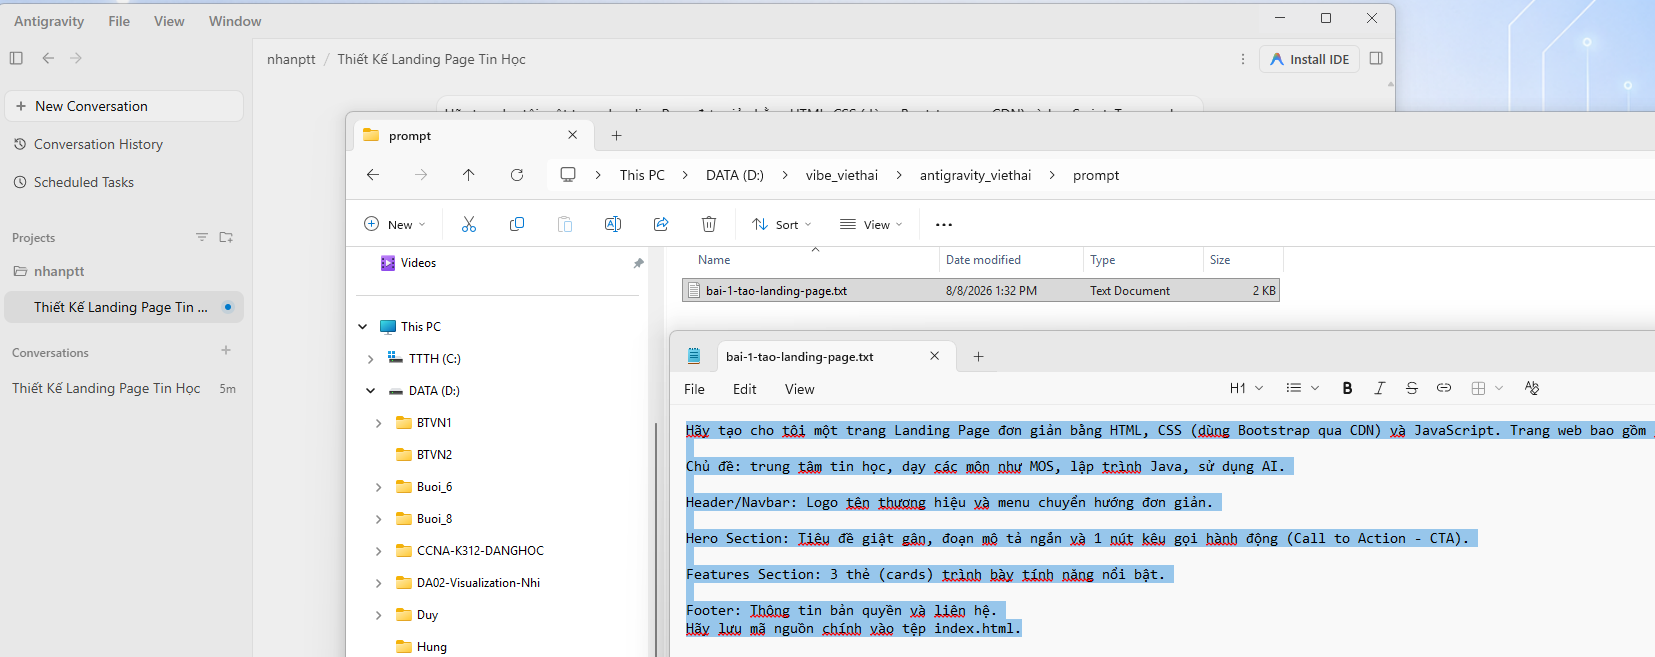 Antigravity File View Window
nhanptt / Thiết Kế Landing Page Tin Học
Install IDE
New Conversation
Conversation History
Scheduled Tasks
Projects
nhanptt
Thiết Kế Landing Page Tin ...
Conversations
Thiết Kế Landing Page Tin Học 5m
prompt
This PC > DATA (D:) > vibe_viethai > antigravity_viethai > prompt
New Sort View
Videos
This PC
TTTH (C:)
DATA (D:)
BTVN1
BTVN2
Buoi_6
Buoi_8
CCNA-K312-DANGHOC
DA02-Visualization-Nhi
Duy
Hung
Name Date modified Type Size
bai-1-tao-landing-page.txt 8/8/2026 1:32 PM Text Document 2 KB
bai-1-tao-landing-page.txt
File Edit View
H1
Hãy tạo cho tôi một trang Landing Page đơn giản bằng HTML, CSS (dùng Bootstrap qua CDN) và JavaScript. Trang web bao gồm
Chủ đề: trung tâm tin học, dạy các môn như MOS, lập trình Java, sử dụng AI.
Header/Navbar: Logo tên thương hiệu và menu chuyển hướng đơn giản.
Hero Section: Tiêu đề giật gân, đoạn mô tả ngắn và 1 nút kêu gọi hành động (Call to Action - CTA).
Features Section: 3 thẻ (cards) trình bày tính năng nổi bật.
Footer: Thông tin bản quyền và liên hệ.
Hãy lưu mã nguồn chính vào tệp index.html.